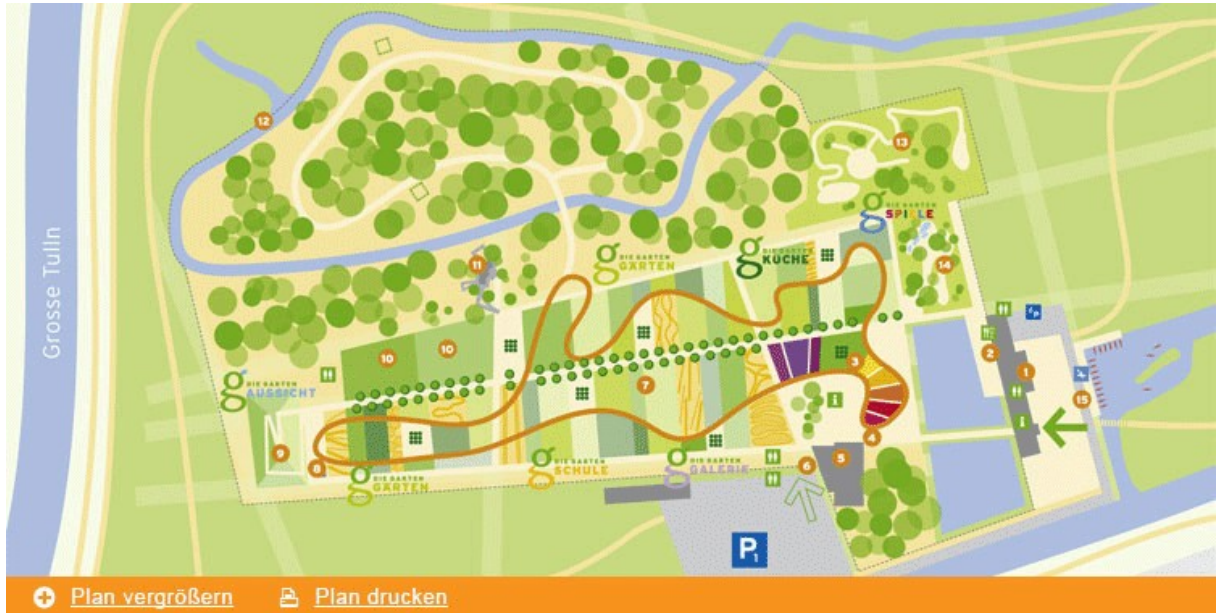 12
13
DIE GARTEN
SPIELE
Grosse Tulln
DIE GARTEN
GÄRTEN
DIE GARTEN
KÜCHE
11
14
10
10
2
1
3
7
DIE GARTEN
AUSSICHT
15
i
i
4
9
8
DIE GARTEN
GÄRTEN
DIE GARTEN
SCHULE
DIE GARTEN
GALERIE
6
5
P1
Plan vergrößern
Plan drucken